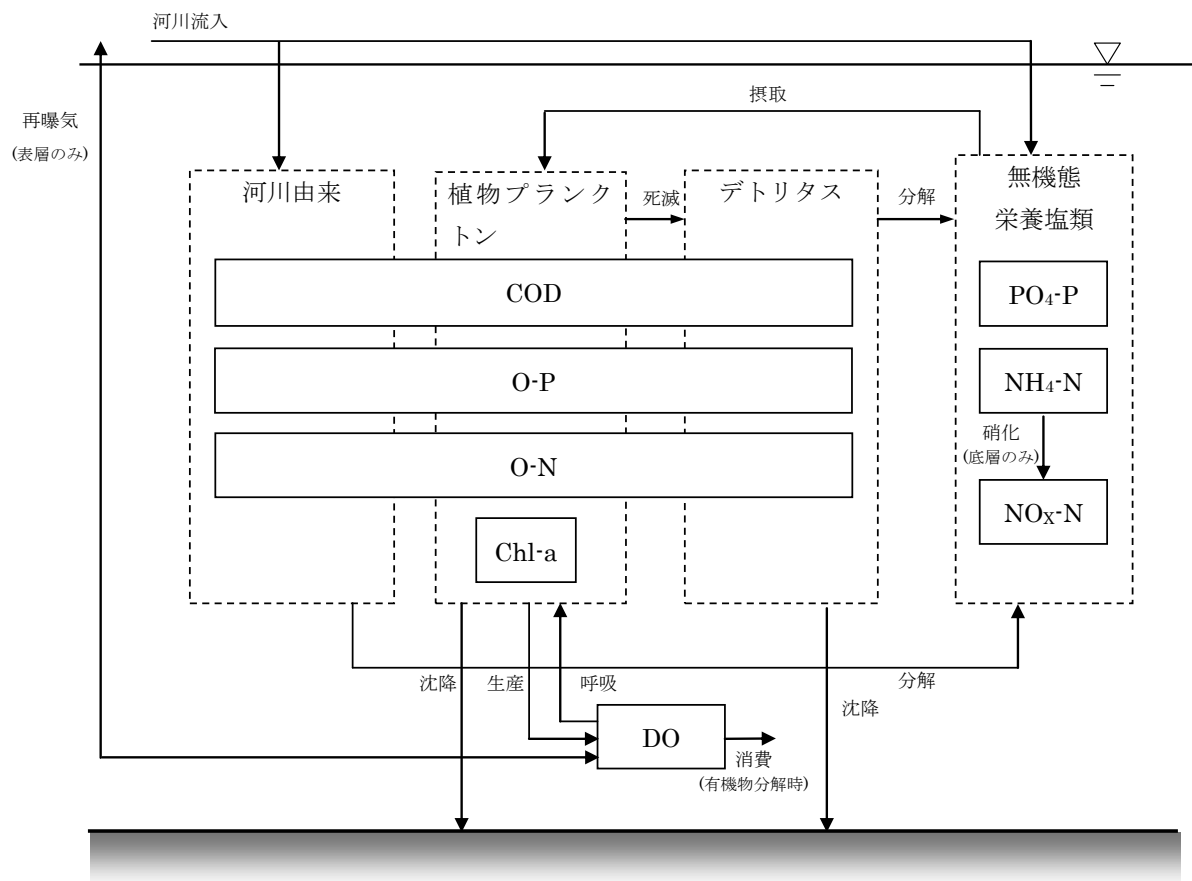 河川流入
再曝気
(表層のみ)
摂取
河川由来
植物プランク
トン
死滅
デトリタス
分解
無機態
栄養塩類
COD
PO4-P
O-P
NH4-N
硝化
(底層のみ)
O-N
NOX-N
Chl-a
沈降
生産
呼吸
分解
沈降
DO
消費
(有機物分解時)